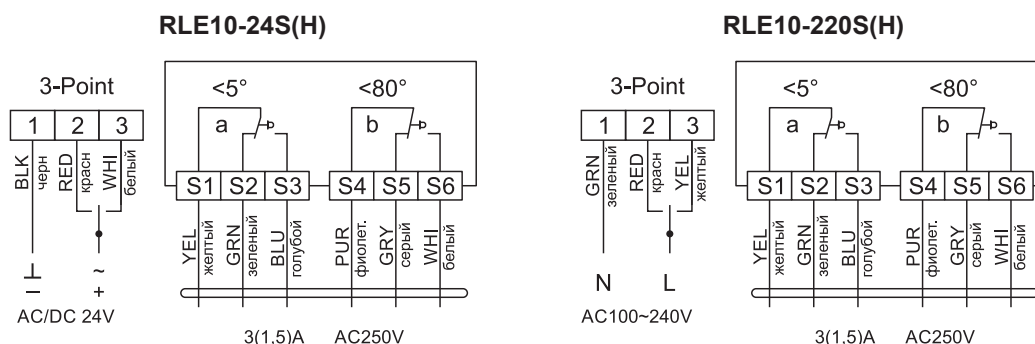 RLE10-24S(H)
3-Point
1 2 3
BLK
черн
RED
красн
WHI
белый
⊥ ~
− +
AC/DC 24V
<5° <80°
a b
S1 S2 S3 S4 S5 S6
YEL
желтый
GRN
зеленый
BLU
голубой
PUR
фиолет.
GRY
серый
WHI
белый
3(1,5)A AC250V
RLE10-220S(H)
3-Point
1 2 3
GRN
зеленый
RED
красн
YEL
желтый
N L
AC100~240V
<5° <80°
a b
S1 S2 S3 S4 S5 S6
YEL
желтый
GRN
зеленый
BLU
голубой
PUR
фиолет.
GRY
серый
WHI
белый
3(1,5)A AC250V